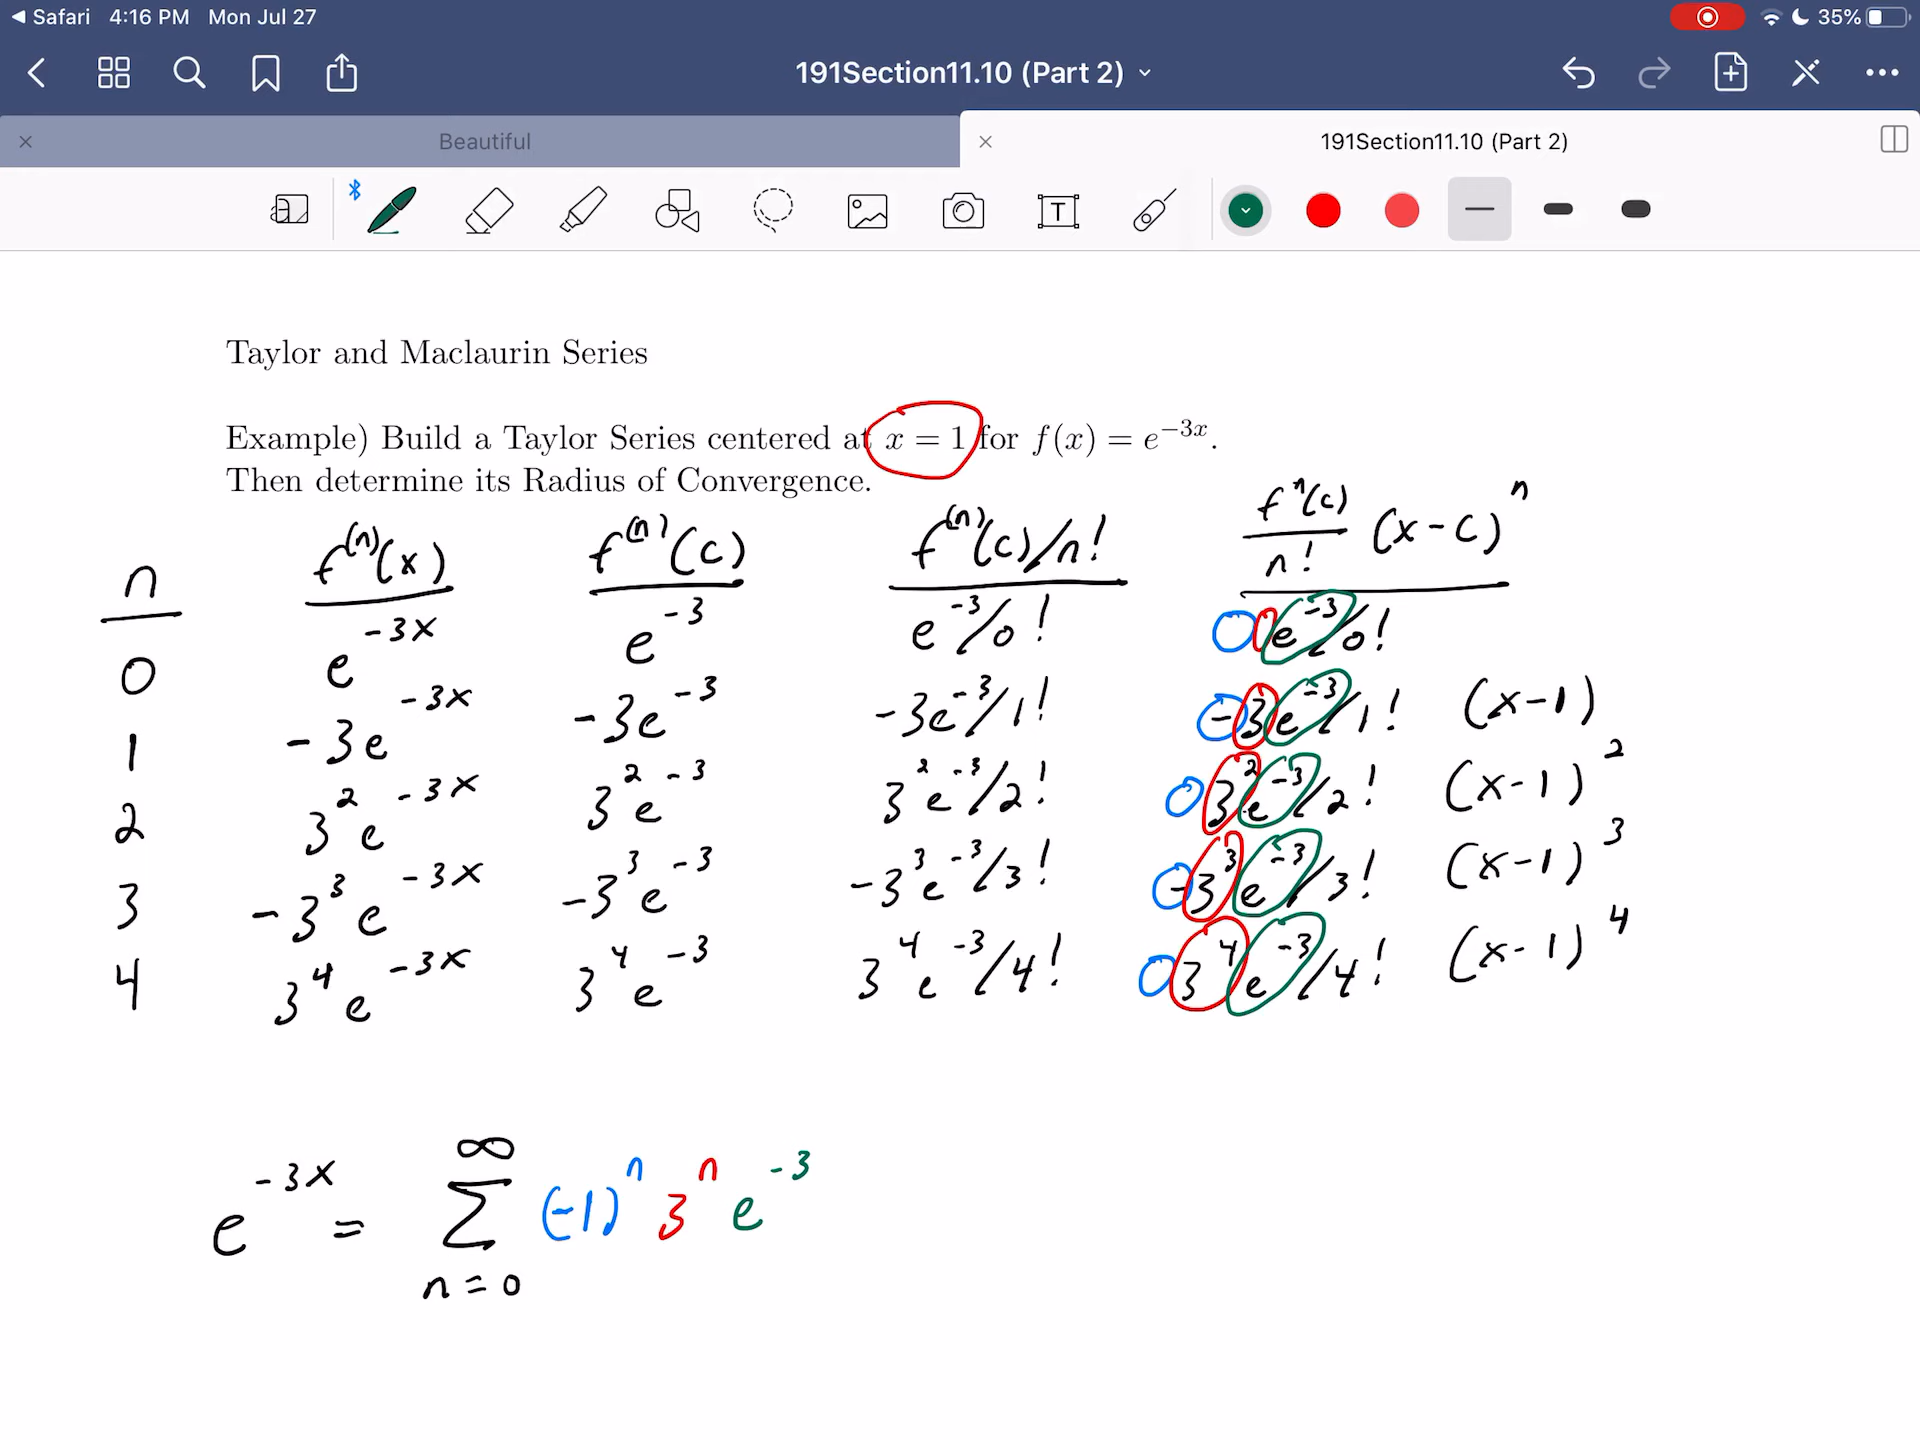 Safari 4:16 PM Mon Jul 27 35%
191Section11.10 (Part 2)
Beautiful 191Section11.10 (Part 2)
a T
Taylor and Maclaurin Series
Example) Build a Taylor Series centered at x = 1 for f(x) = e^{-3x}.
Then determine its Radius of Convergence.
n f^{(n)}(x) f^{(n)}(c) f^{(n)}(c)/n! \frac{f^n(c)}{n!} (x-c)^n
0 e^{-3x} e^{-3} e^{-3}/0! e^{-3}/0!
1 -3e^{-3x} -3e^{-3} -3e^{-3}/1! -3e^{-3}/1! (x-1)
2 3^2 e^{-3x} 3^2 e^{-3} 3^2 e^{-3}/2! 3^2 e^{-3}/2! (x-1)^2
3 -3^3 e^{-3x} -3^3 e^{-3} -3^3 e^{-3}/3! -3^3 e^{-3}/3! (x-1)^3
4 3^4 e^{-3x} 3^4 e^{-3} 3^4 e^{-3}/4! 3^4 e^{-3}/4! (x-1)^4
e^{-3x} = \sum_{n=0}^{∞} (-1)^n 3^n e^{-3}